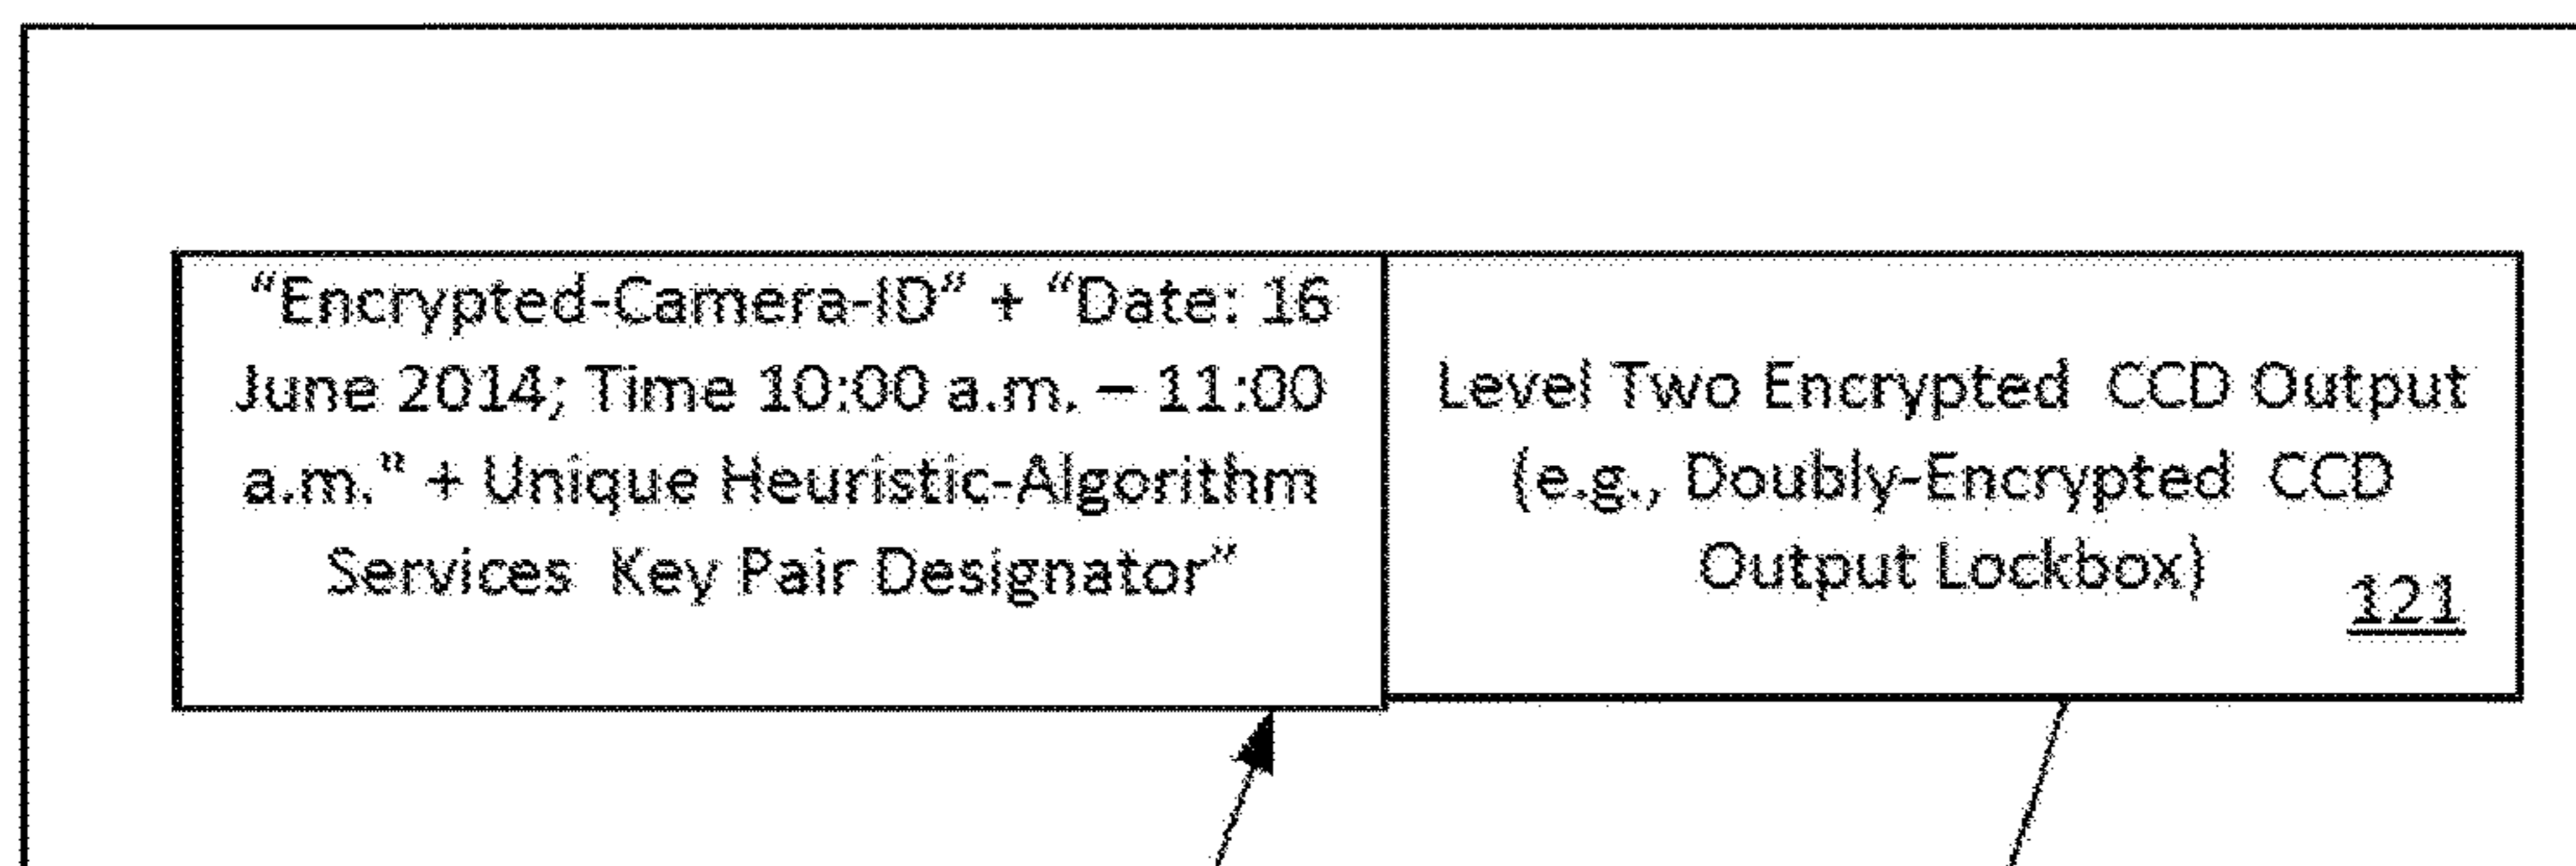 “Encrypted-Camera-ID” + “Date: 16
June 2014; Time 10:00 a.m. – 11:00
a.m." + Unique Heuristic-Algorithm
Services Key Pair Designator”
Level Two Encrypted CCD Output
(e.g., Doubly-Encrypted CCD
Output Lockbox)
121